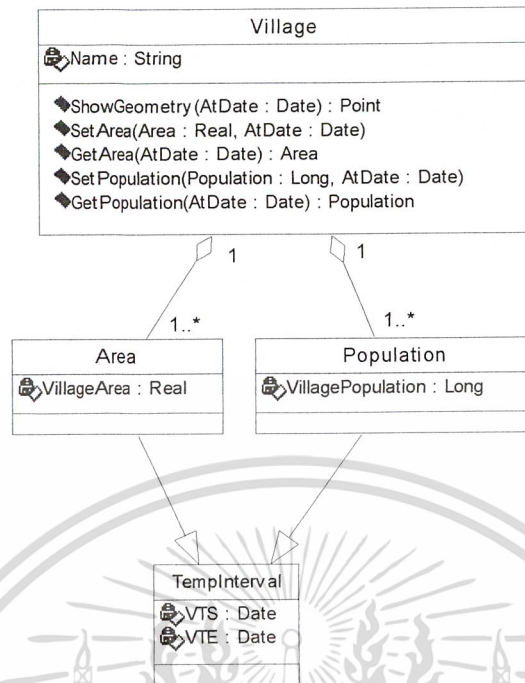 Village
Name : String
ShowGeometry(AtDate : Date) : Point
SetArea(Area : Real, AtDate : Date)
GetArea(AtDate : Date) : Area
SetPopulation(Population : Long, AtDate : Date)
GetPopulation(AtDate : Date) : Population
1 1
1..* 1..*
Area Population
VillageArea : Real VillagePopulation : Long
TempInterval
VTS : Date
VTE : Date